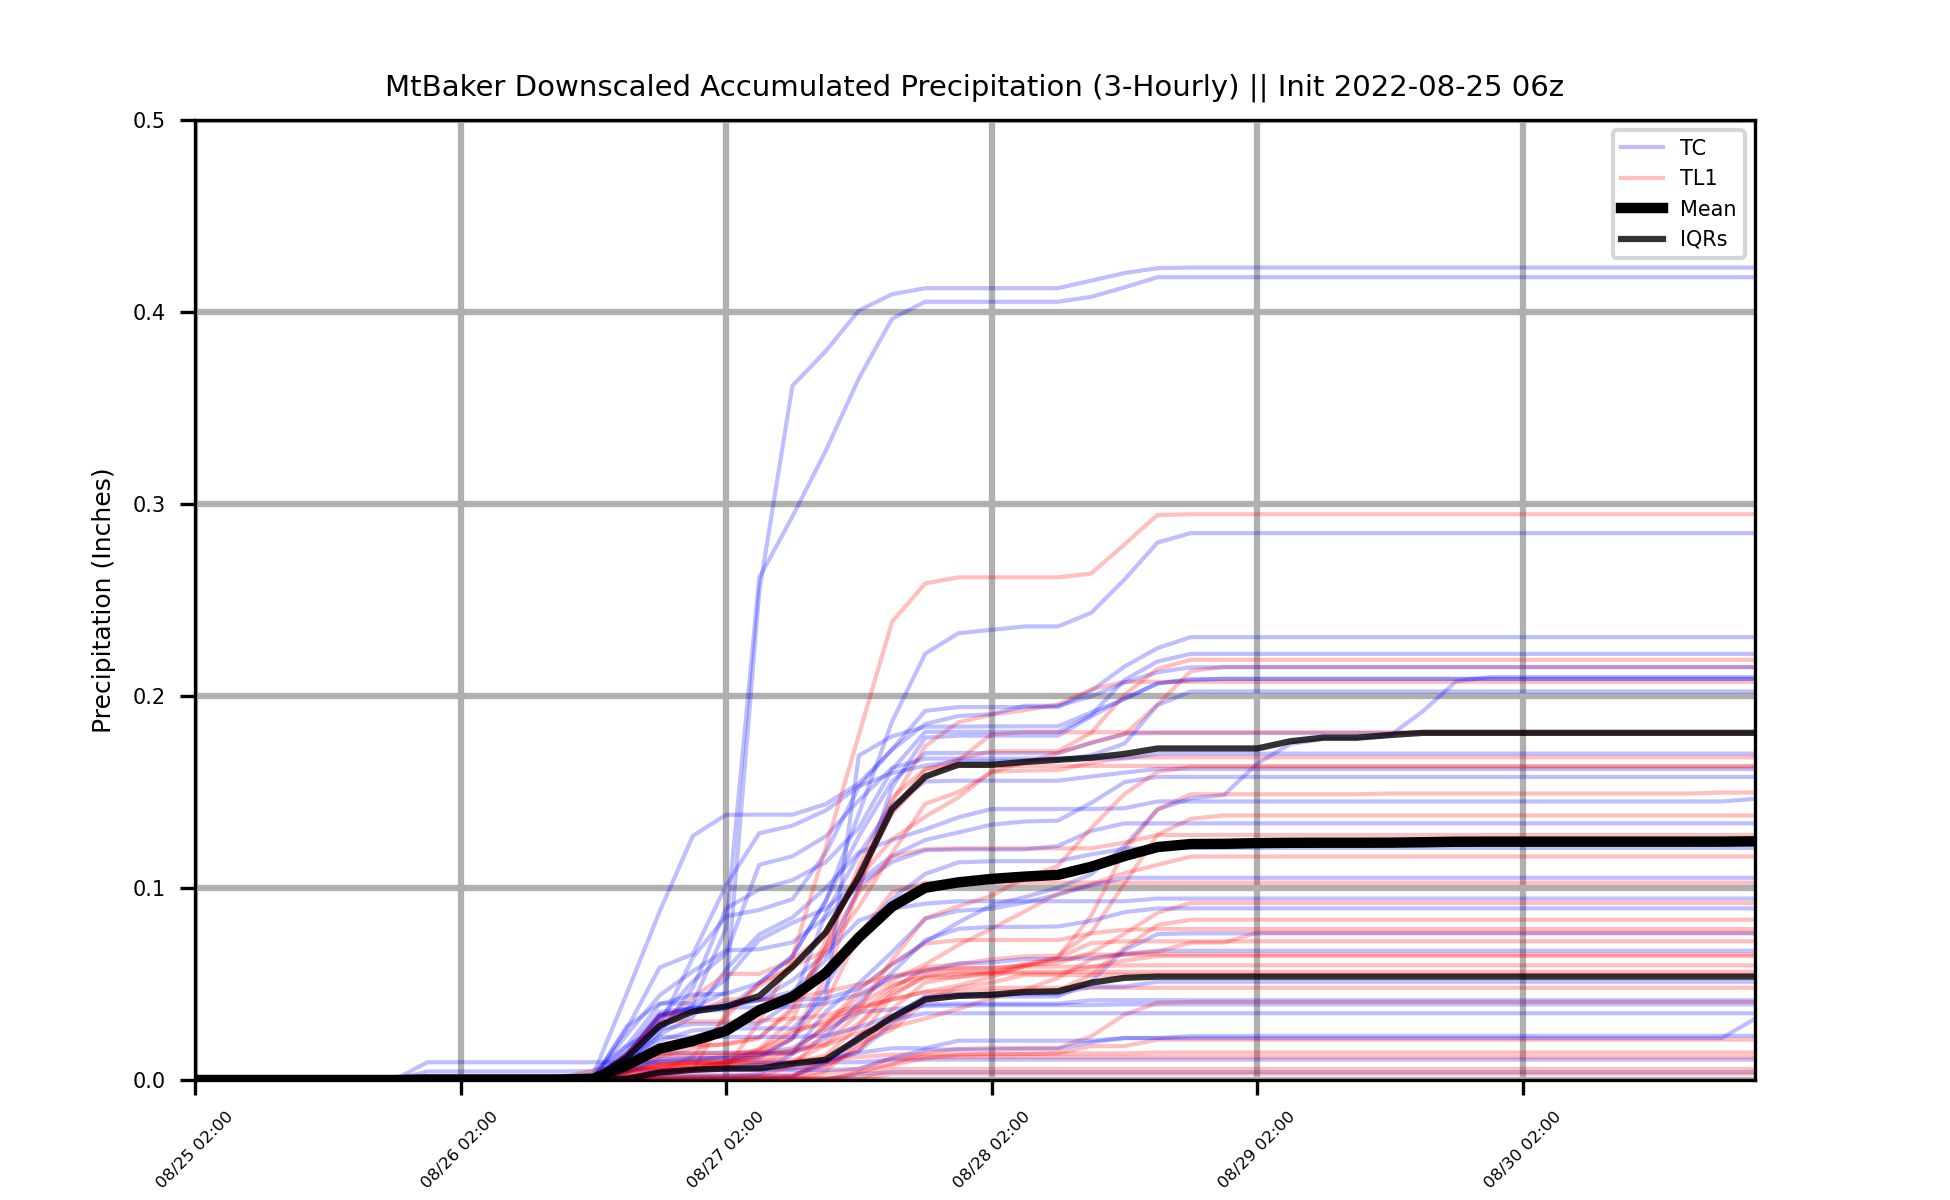 MtBaker Downscaled Accumulated Precipitation (3-Hourly) || Init 2022-08-25 06z
TC
TL1
Mean
IQRs
Precipitation (Inches)
0.5
0.4
0.3
0.2
0.1
0.0
08/25 02:00
08/26 02:00
08/27 02:00
08/28 02:00
08/29 02:00
08/30 02:00